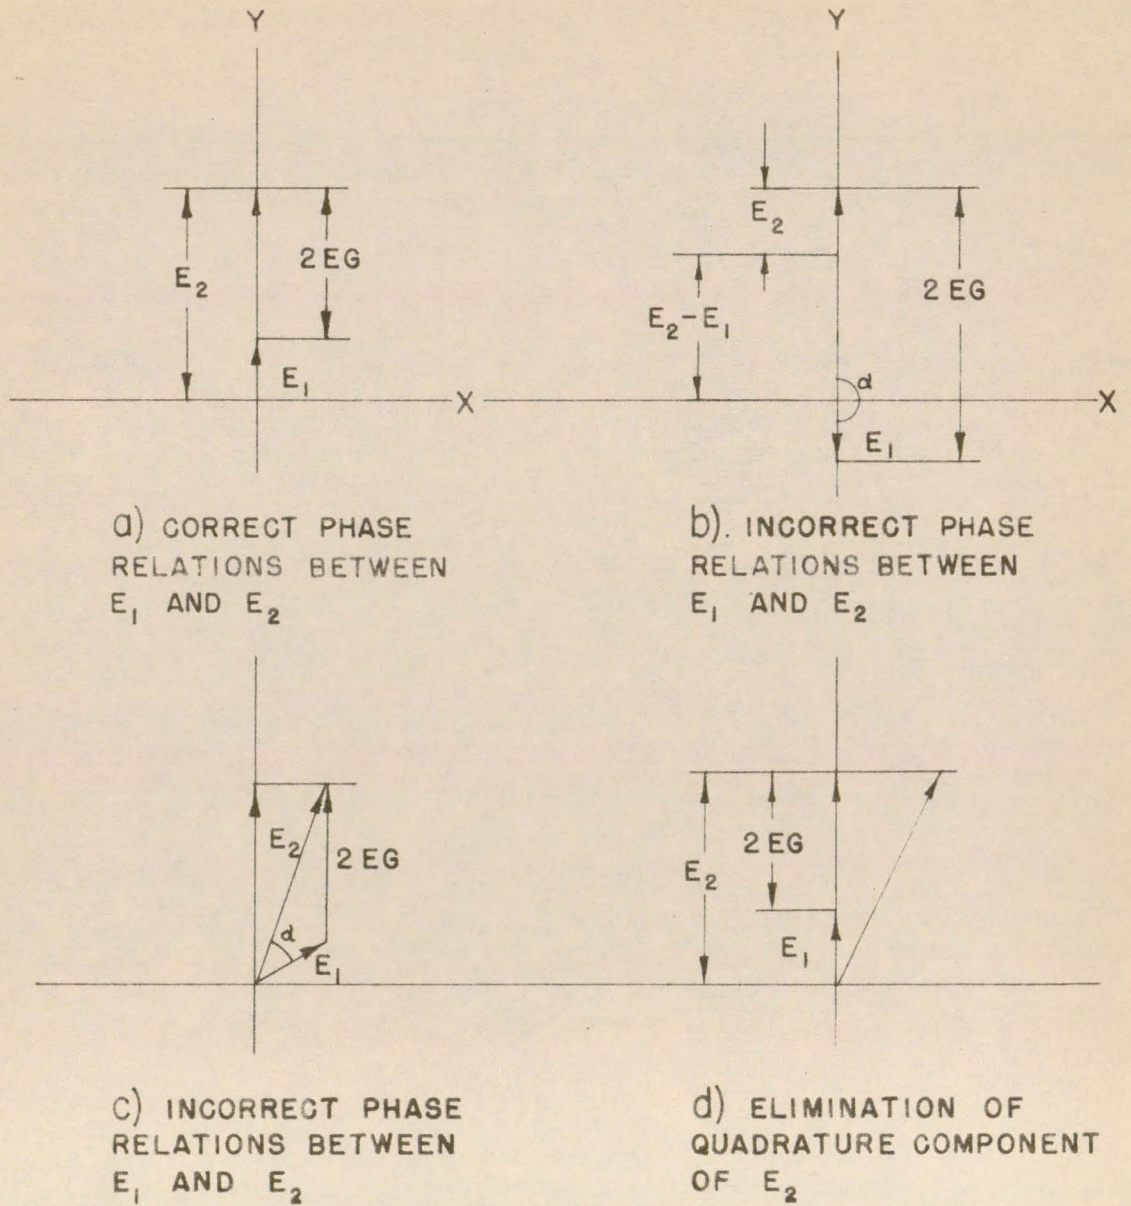 Y
E₂
2 EG
E₁
X
a) CORRECT PHASE
RELATIONS BETWEEN
E₁ AND E₂
Y
E₂
E₂-E₁
2 EG
α
X
E₁
b). INCORRECT PHASE
RELATIONS BETWEEN
E₁ AND E₂
E₂
2 EG
α
E₁
c) INCORRECT PHASE
RELATIONS BETWEEN
E₁ AND E₂
2 EG
E₂
E₁
d) ELIMINATION OF
QUADRATURE COMPONENT
OF E₂